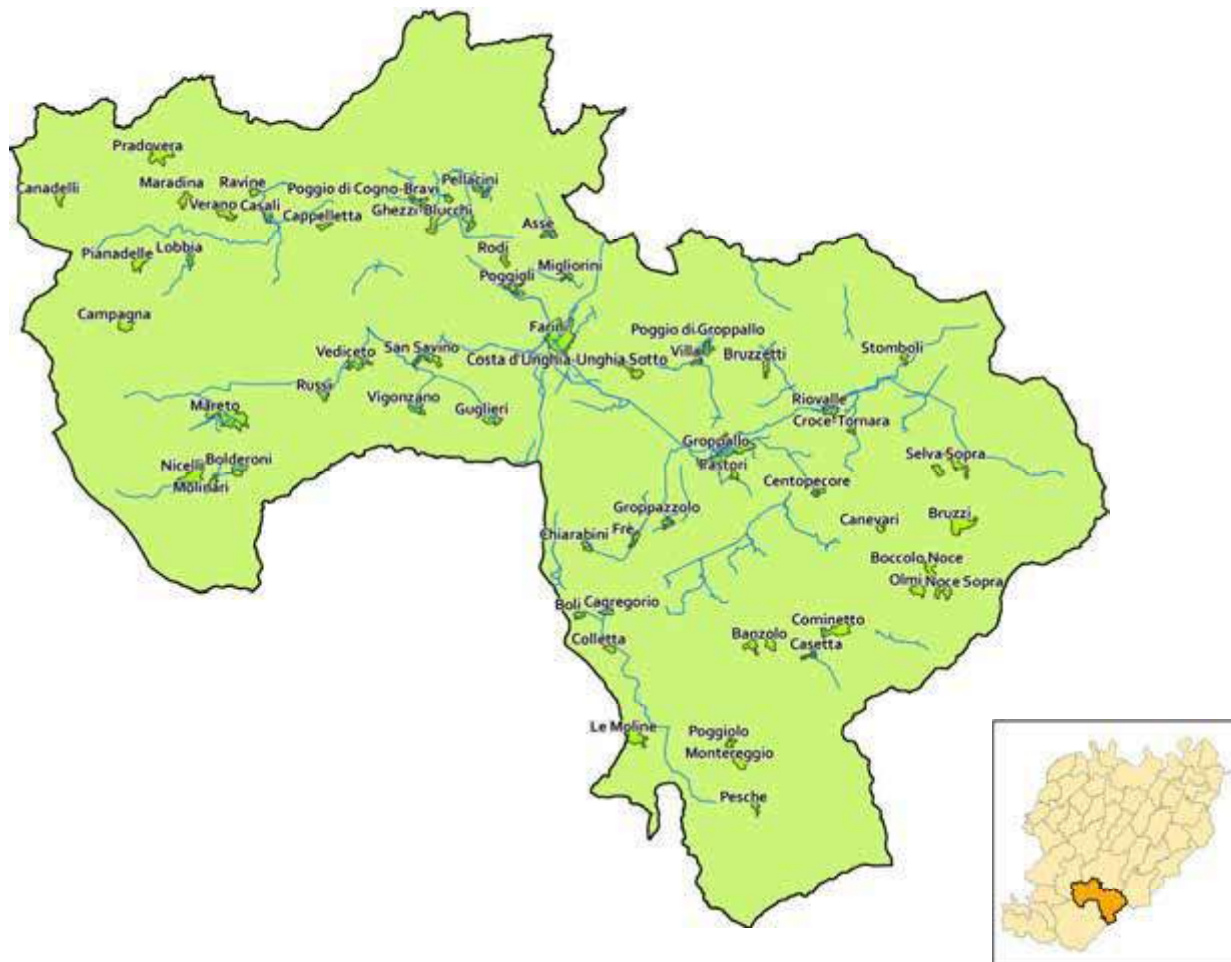 Pradovera
Canadelli
Maradina
Ravine
Poggio di Cogno-Bravi
Pellacini
Verano
Casali
Cappelletta
Ghezzi-Blucchi
Asse
Pianadelle
Lobbia
Rodi
Migliorini
Poggigli
Campagna
Farini
Poggio di Groppallo
Vediceto
San Savino
Costa d'Unghia-Unghia Sotto
Villa
Bruzzetti
Stomboli
Russi
Mareto
Vigonzano
Guglieri
Riovalle
Croce-Tornara
Groppallo
Nicelli
Bolderoni
Pastori
Selva Sopra
Molinari
Centopecore
Groppazzolo
Canevari
Bruzzi
Chiarabini
Fre
Boccolo Noce
Olmi
Noce Sopra
Boli
Cagregorio
Cominetto
Colletta
Banzolo
Casetta
Le Moline
Poggiolo
Montereggio
Pesche